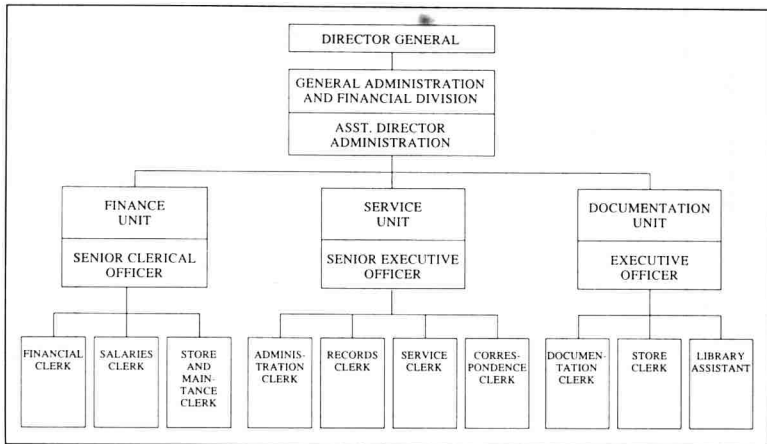 DIRECTOR GENERAL
GENERAL ADMINISTRATION
AND FINANCIAL DIVISION
ASST. DIRECTOR
ADMINISTRATION
FINANCE
UNIT
SENIOR CLERICAL
OFFICER
SERVICE
UNIT
SENIOR EXECUTIVE
OFFICER
DOCUMENTATION
UNIT
EXECUTIVE
OFFICER
FINANCIAL
CLERK
SALARIES
CLERK
STORE
AND
MAIN-
TANCE
CLERK
ADMINIS-
TRATION
CLERK
RECORDS
CLERK
SERVICE
CLERK
CORRES-
PONDENCE
CLERK
DOCUMEN-
TATION
CLERK
STORE
CLERK
LIBRARY
ASSISTANT